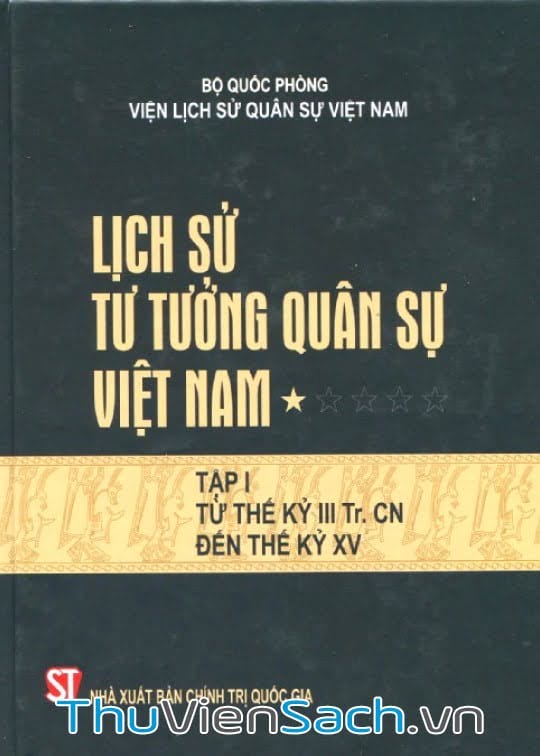 BỘ QUỐC PHÒNG
VIỆN LỊCH SỬ QUÂN SỰ VIỆT NAM
LỊCH SỬ
TƯ TƯỞNG QUÂN SỰ
VIỆT NAM
TẬP I
TỪ THẾ KỶ III Tr. CN
ĐẾN THẾ KỶ XV
ST NHÀ XUẤT BẢN CHÍNH TRỊ QUỐC GIA
ThuVienSach.vn